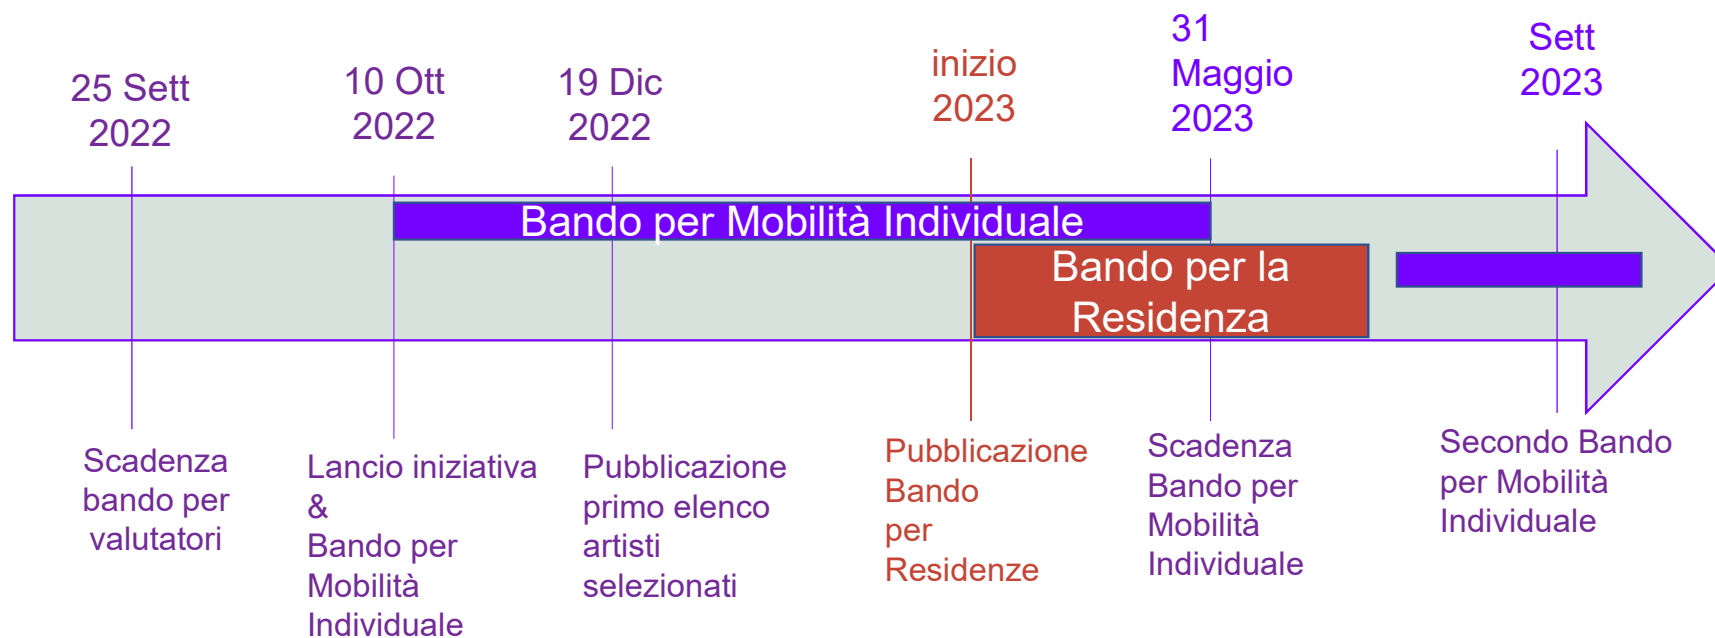 25 Sett
2022
10 Ott
2022
19 Dic
2022
inizio
2023
31
Maggio
2023
Sett
2023
Bando per Mobilità Individuale
Bando per la
Residenza
Scadenza
bando per
valutatori
Lancio iniziativa
&
Bando per
Mobilità
Individuale
Pubblicazione
primo elenco
artisti
selezionati
Pubblicazione
Bando
per
Residenze
Scadenza
Bando per
Mobilità
Individuale
Secondo Bando
per Mobilità
Individuale